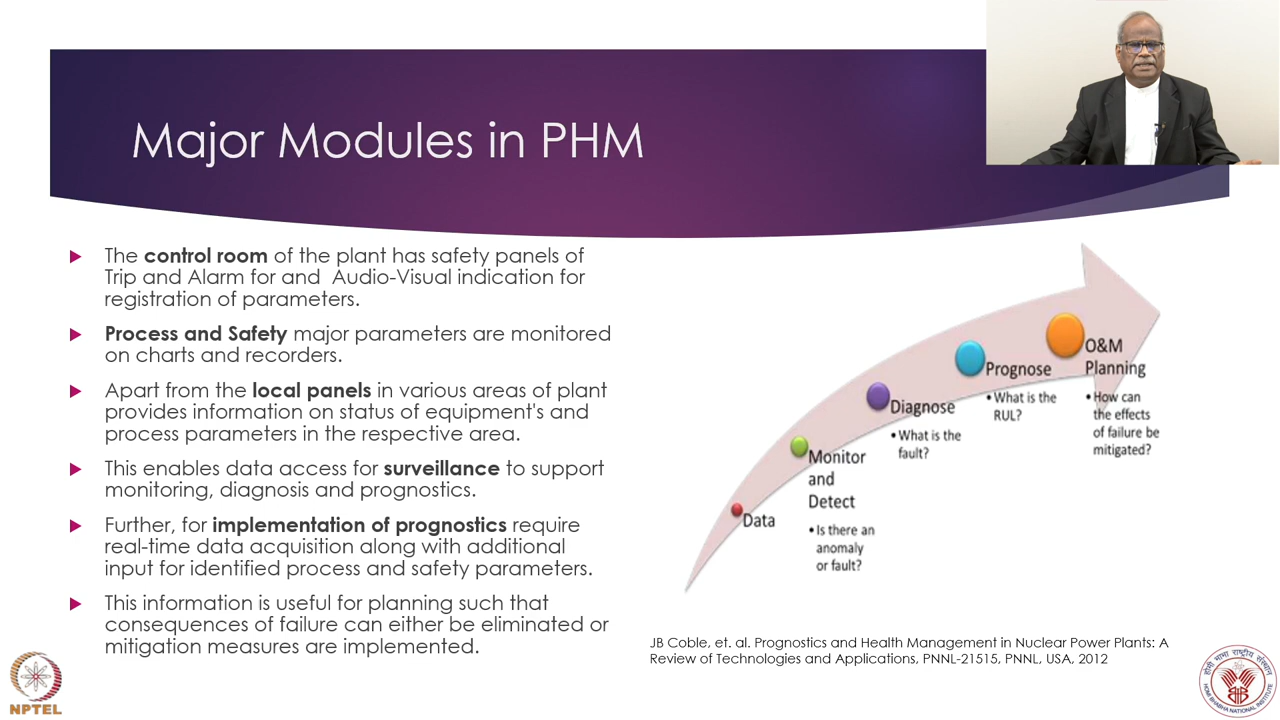 Major Modules in PHM
The control room of the plant has safety panels of
Trip and Alarm for and Audio-Visual indication for
registration of parameters.
Process and Safety major parameters are monitored
on charts and recorders.
Apart from the local panels in various areas of plant
provides information on status of equipment's and
process parameters in the respective area.
This enables data access for surveillance to support
monitoring, diagnosis and prognostics.
Further, for implementation of prognostics require
real-time data acquisition along with additional
input for identified process and safety parameters.
This information is useful for planning such that
consequences of failure can either be eliminated or
mitigation measures are implemented.
Data
Monitor
and
Detect
• Is there an
anomaly
or fault?
Diagnose
• What is the
fault?
Prognose
• What is the
RUL?
O&M
Planning
• How can
the effects
of failure be
mitigated?
JB Coble, et. al. Prognostics and Health Management in Nuclear Power Plants: A
Review of Technologies and Applications, PNNL-21515, PNNL, USA, 2012
NPTEL
होमी भाभा राष्ट्रीय संस्थान
HOMI BHABHA NATIONAL INSTITUTE